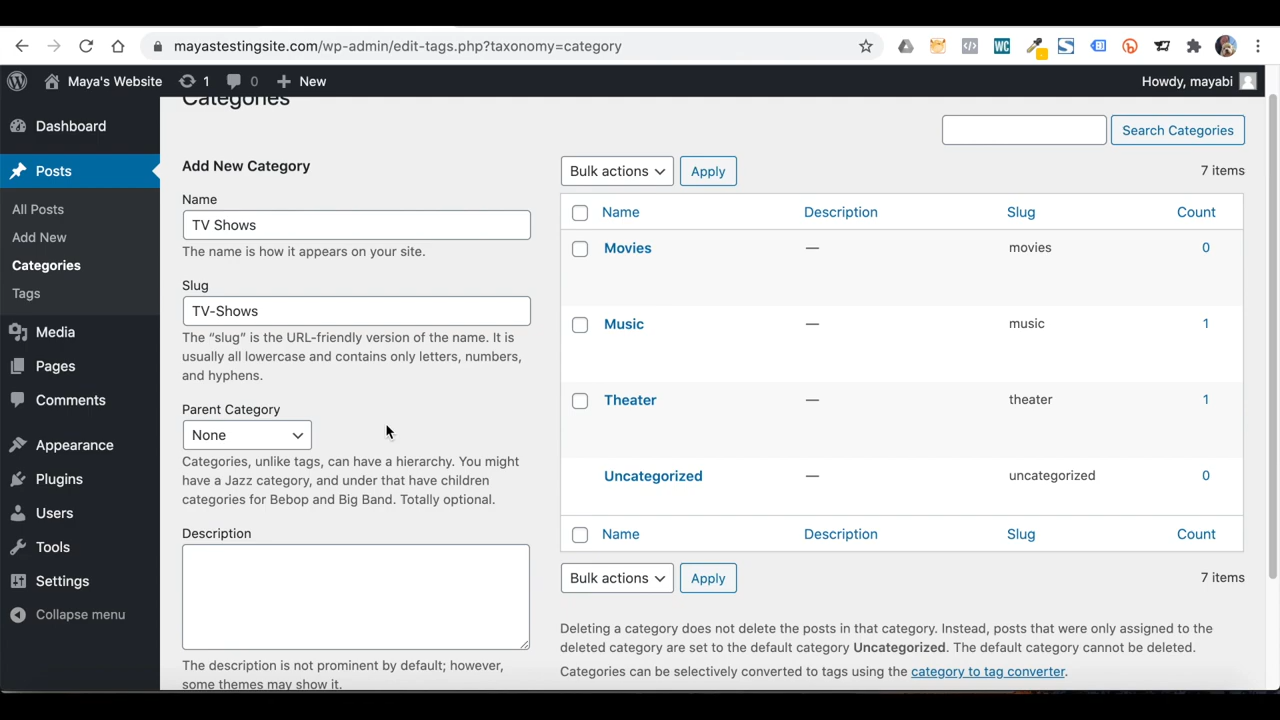 mayastestingsite.com/wp-admin/edit-tags.php?taxonomy=category
Maya's Website 1 0 New
Howdy, mayabi
Dashboard
Posts
All Posts
Add New
Categories
Tags
Media
Pages
Comments
Appearance
Plugins
Users
Tools
Settings
Collapse menu
Categories
Add New Category
Name
TV Shows
The name is how it appears on your site.
Slug
TV-Shows
The “slug” is the URL-friendly version of the name. It is
usually all lowercase and contains only letters, numbers,
and hyphens.
Parent Category
None
Categories, unlike tags, can have a hierarchy. You might
have a Jazz category, and under that have children
categories for Bebop and Big Band. Totally optional.
Description
The description is not prominent by default; however,
some themes may show it.
Search Categories
Bulk actions Apply 7 items
Name Description Slug Count
Movies — movies 0
Music — music 1
Theater — theater 1
Uncategorized — uncategorized 0
Name Description Slug Count
Bulk actions Apply 7 items
Deleting a category does not delete the posts in that category. Instead, posts that were only assigned to the
deleted category are set to the default category Uncategorized. The default category cannot be deleted.
Categories can be selectively converted to tags using the category to tag converter.